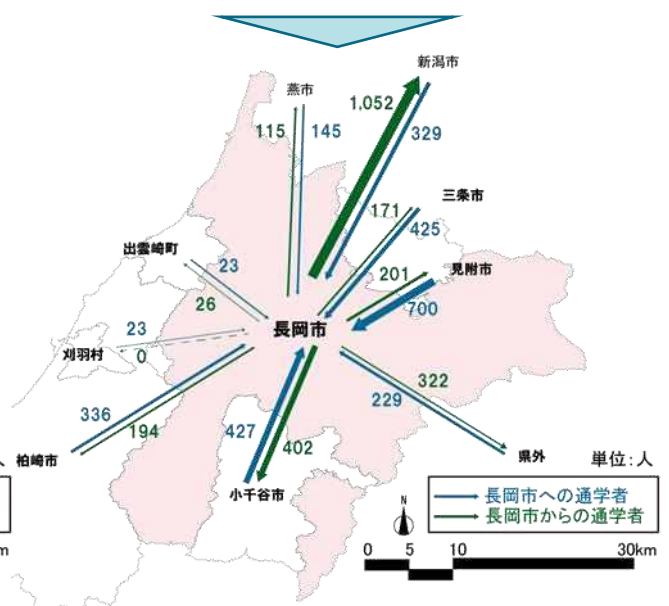 新潟市
燕市
1,052
115
145
329
三条市
171
425
出雲崎町
23
201
見附市
26
700
長岡市
23
刈羽村
0
322
336
229
194
427
402
人
柏崎市
県外
単位:人
小千谷市
N
長岡市への通学者
長岡市からの通学者
m
0 5 10 30km